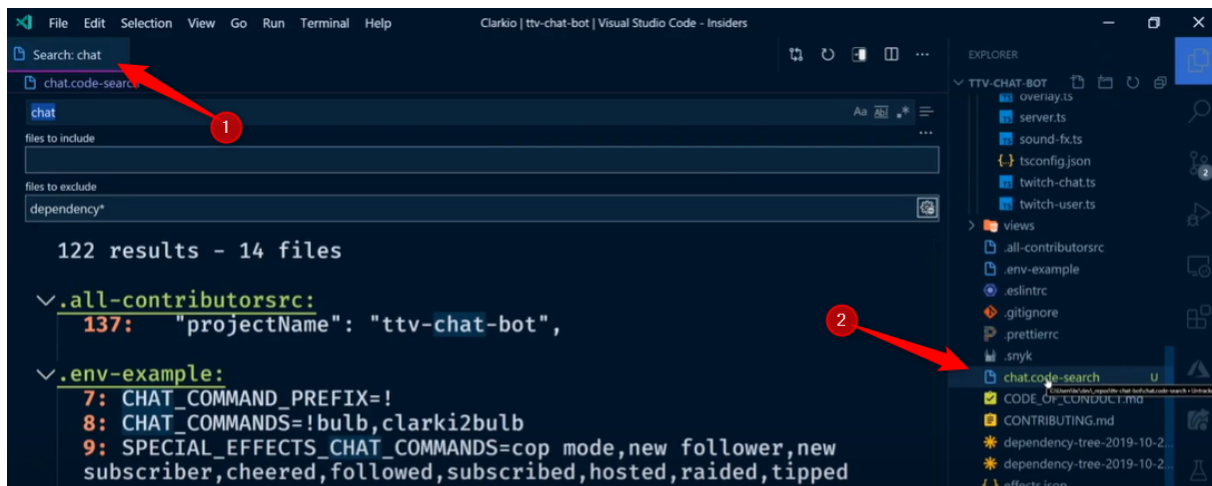 File Edit Selection View Go Run Terminal Help
Clarkio | ttv-chat-bot | Visual Studio Code - Insiders
Search: chat
chat.code-search
chat
Aa Abl .*
files to include
files to exclude
dependency*
122 results - 14 files
.all-contributorsrc:
137: "projectName": "ttv-chat-bot",
.env-example:
7: CHAT_COMMAND_PREFIX=!
8: CHAT_COMMANDS=!bulb,clarki2bulb
9: SPECIAL_EFFECTS_CHAT_COMMANDS=cop mode,new follower,new
subscriber,cheered,followed,subscribed,hosted,raided,tipped
1
2
EXPLORER
TTV-CHAT-BOT
overlay.ts
server.ts
sound-fx.ts
tsconfig.json
twitch-chat.ts
twitch-user.ts
views
.all-contributorsrc
.env-example
.eslintrc
.gitignore
.prettierrc
.snyk
chat.code-search U
CODE_OF_CONDUCT.md
CONTRIBUTING.md
dependency-tree-2019-10-2...
dependency-tree-2019-10-2...
effects.json
2